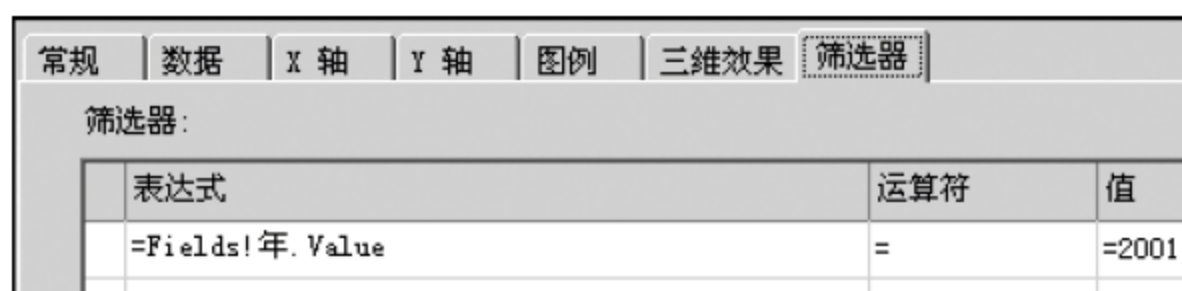 常规 数据 X 轴 Y 轴 图例 三維效果 筛选器
筛选器:
表达式 运算符 值
=Fields!年.Value = =2001